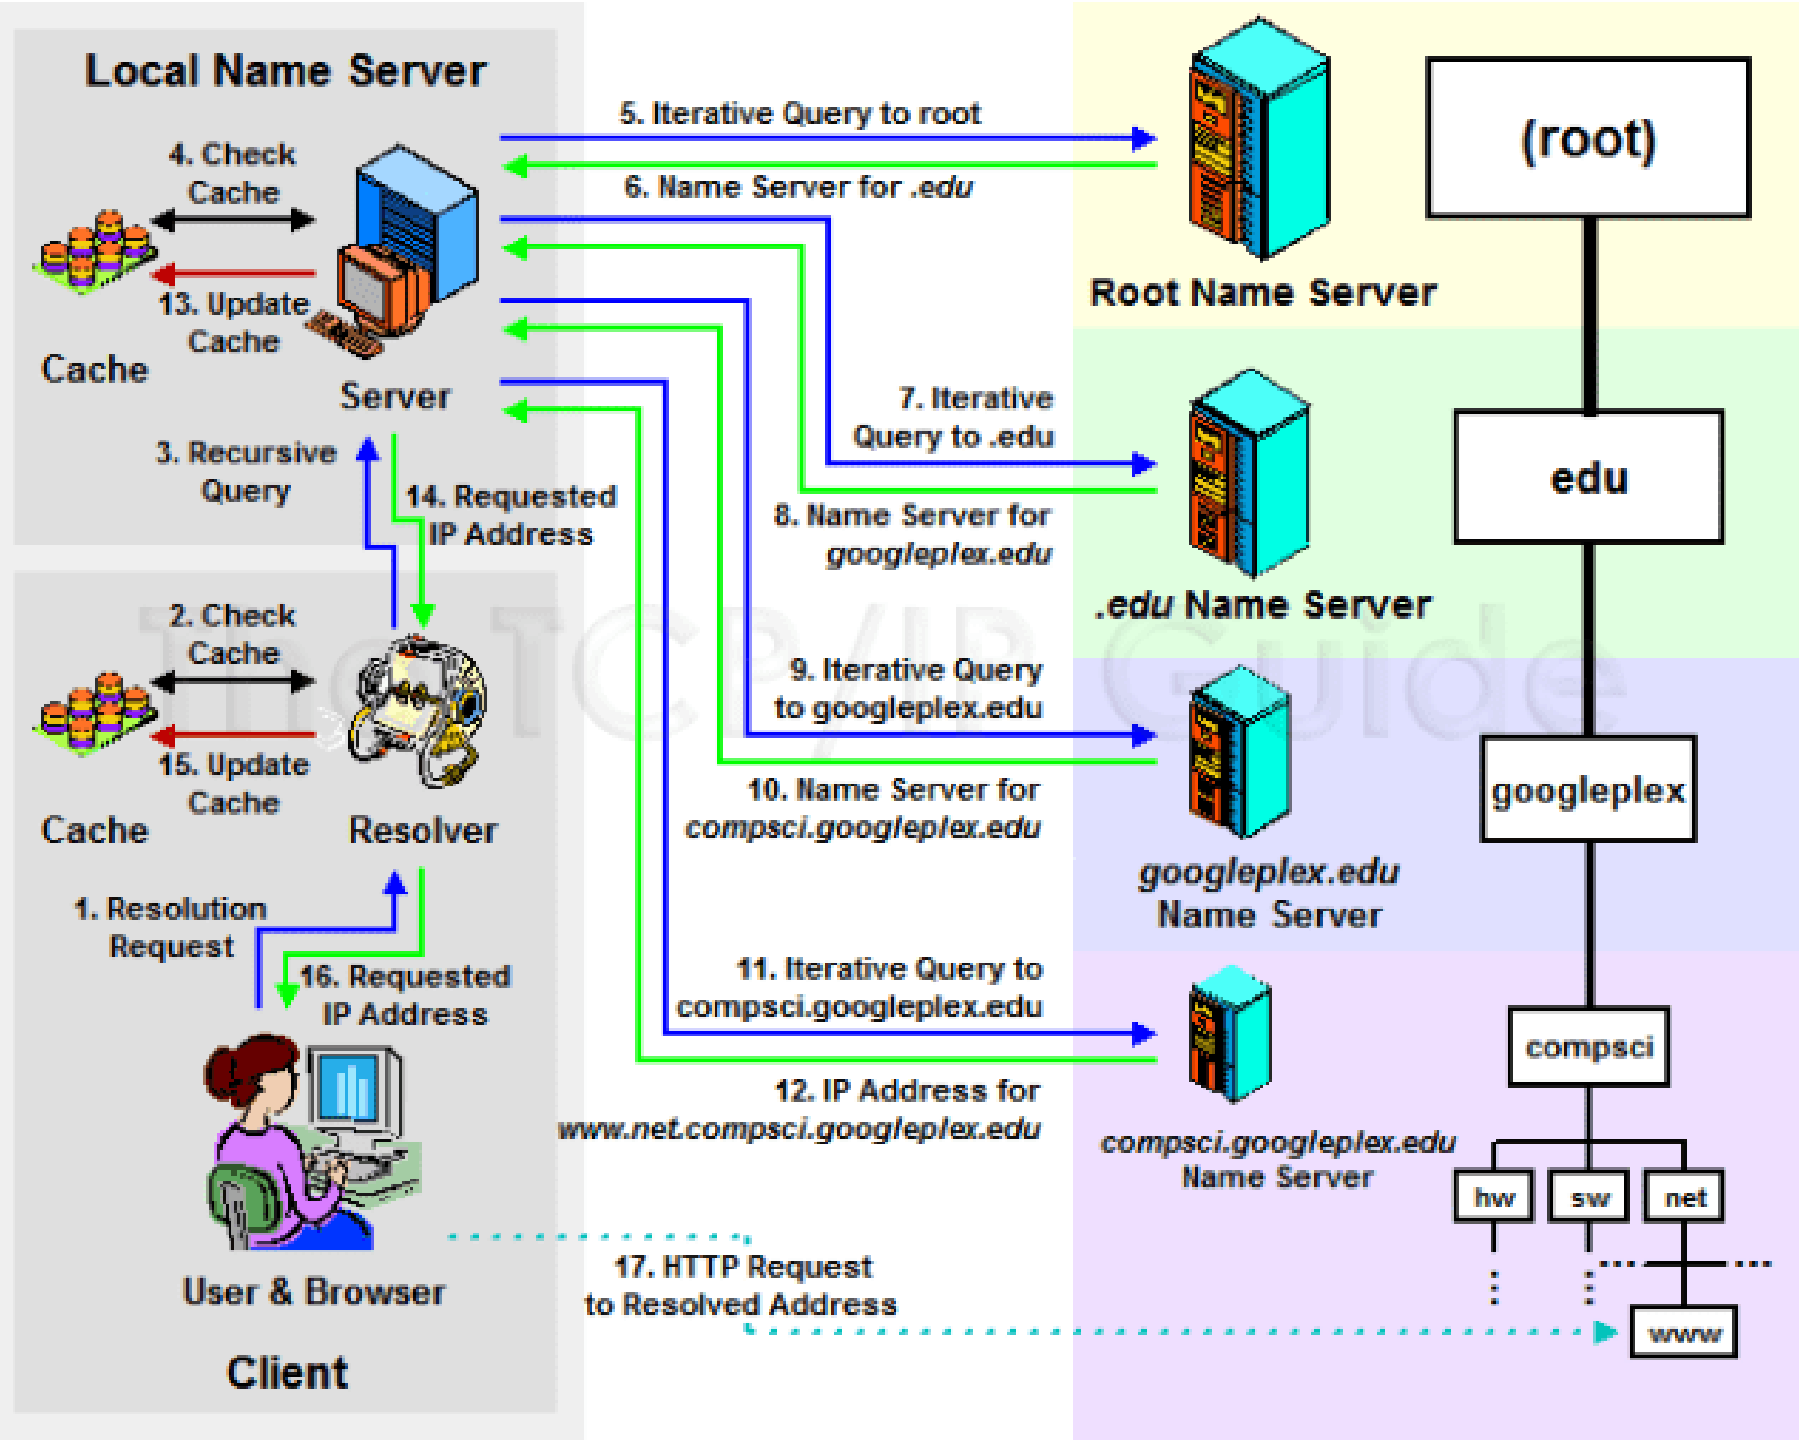 Local Name Server
4. Check
Cache
13. Update
Cache
Cache
Server
3. Recursive
Query
14. Requested
IP Address
2. Check
Cache
15. Update
Cache
Cache
Resolver
1. Resolution
Request
16. Requested
IP Address
User & Browser
Client
5. Iterative Query to root
6. Name Server for .edu
7. Iterative
Query to .edu
8. Name Server for
googleplex.edu
9. Iterative Query
to googleplex.edu
10. Name Server for
compsci.googleplex.edu
11. Iterative Query to
compsci.googleplex.edu
12. IP Address for
www.net.compsci.googleplex.edu
17. HTTP Request
to Resolved Address
Root Name Server
.edu Name Server
googleplex.edu
Name Server
compsci.googleplex.edu
Name Server
(root)
edu
googleplex
compsci
hw
sw
net
www
The TCP/IP Guide